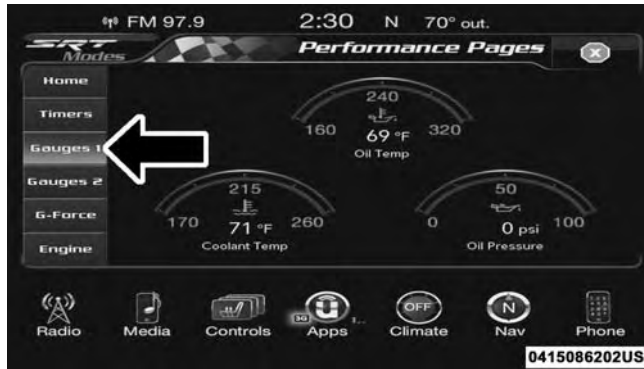 FM 97.9 2:30 N 70° out.
SRT Modes Performance Pages
Home
Timers
Gauges 1
Gauges 2
G-Force
Engine
240
160 69 °F 320
Oil Temp
215
170 71 °F 260
Coolant Temp
50
0 0 psi 100
Oil Pressure
3G OFF N
Radio Media Controls Apps Climate Nav Phone
0415086202US